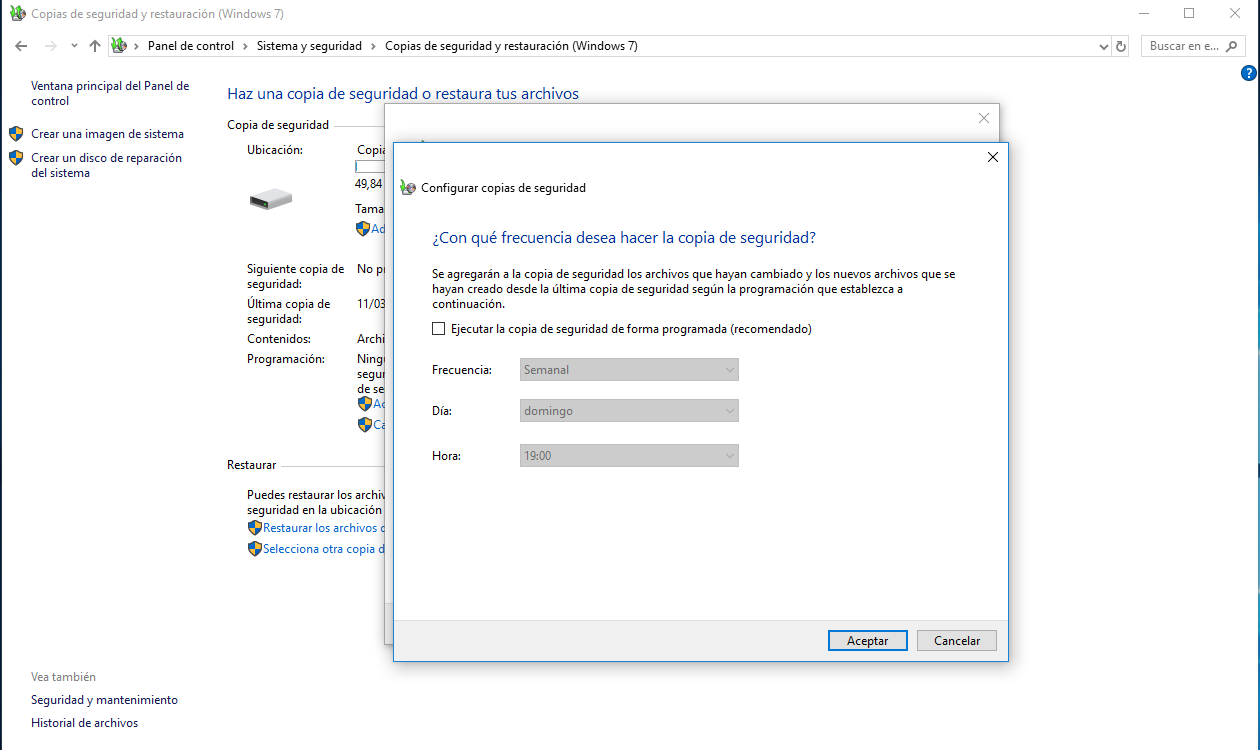 Copias de seguridad y restauración (Windows 7)
Panel de control
Sistema y seguridad
Copias de seguridad y restauración (Windows 7)
Buscar en e...
?
Ventana principal del Panel de
control
Crear una imagen de sistema
Crear un disco de reparación
del sistema
Haz una copia de seguridad o restaura tus archivos
Copia de seguridad
Ubicación:
Copia
49,84
Tama
Ad
Siguiente copia de
seguridad:
No pr
Última copia de
seguridad:
11/03
Contenidos:
Archi
Programación:
Ning
segur
de se
Ac
Ca
Restaurar
Puedes restaurar los archiv
seguridad en la ubicación
Restaurar los archivos d
Selecciona otra copia d
Configurar copias de seguridad
¿Con qué frecuencia desea hacer la copia de seguridad?
Se agregarán a la copia de seguridad los archivos que hayan cambiado y los nuevos archivos que se
hayan creado desde la última copia de seguridad según la programación que establezca a
continuación.
Ejecutar la copia de seguridad de forma programada (recomendado)
Frecuencia:
Semanal
Día:
domingo
Hora:
19:00
Aceptar
Cancelar
Vea también
Seguridad y mantenimiento
Historial de archivos